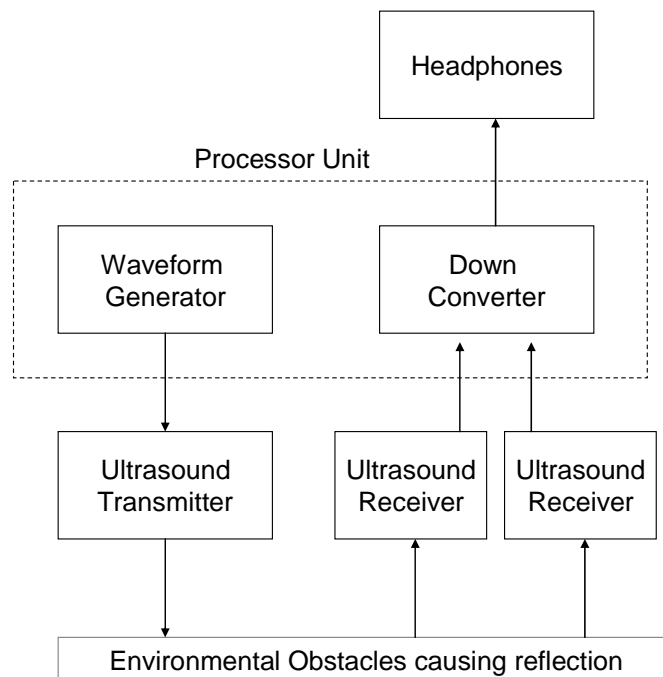 Headphones
Processor Unit
Waveform
Generator
Down
Converter
Ultrasound
Transmitter
Ultrasound
Receiver
Ultrasound
Receiver
Environmental Obstacles causing reflection